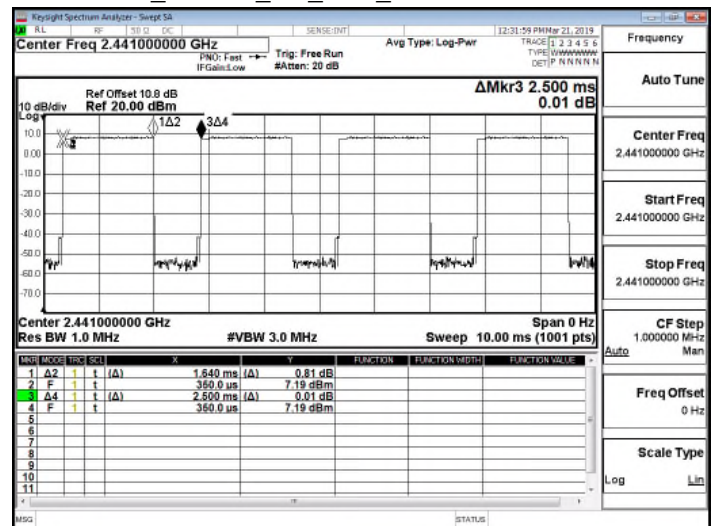 Keysight Spectrum Analyzer - Swept SA
RL RF 50 Ω DC SENSE:INT 12:31:59 PM Mar 21, 2019
Center Freq 2.441000000 GHz Avg Type: Log-Pwr TRACE 1 2 3 4 5 6
PNO: Fast Trig: Free Run TYPE WWWWWW
IFGain:Low #Atten: 20 dB DET P N N N N N
Frequency
Auto Tune
Center Freq
2.441000000 GHz
Start Freq
2.441000000 GHz
Stop Freq
2.441000000 GHz
CF Step
1.000000 MHz
Auto Man
Freq Offset
0 Hz
Scale Type
Log Lin
ΔMkr3 2.500 ms
0.01 dB
Ref Offset 10.8 dB
10 dB/div Ref 20.00 dBm
Log
1Δ2 3Δ4
10.0
0.00
-10.0
-20.0
-30.0
-40.0
-50.0
-60.0
-70.0
Center 2.441000000 GHz Span 0 Hz
Res BW 1.0 MHz #VBW 3.0 MHz Sweep 10.00 ms (1001 pts)
MKR MODE TRC SCL X Y FUNCTION FUNCTION WIDTH FUNCTION VALUE
1 Δ2 1 t (Δ) 1.640 ms (Δ) 0.81 dB
2 F 1 t 360.0 µs 7.19 dBm
3 Δ4 1 t (Δ) 2.500 ms (Δ) 0.01 dB
4 F 1 t 360.0 µs 7.19 dBm
5
6
7
8
9
10
11
MSG STATUS